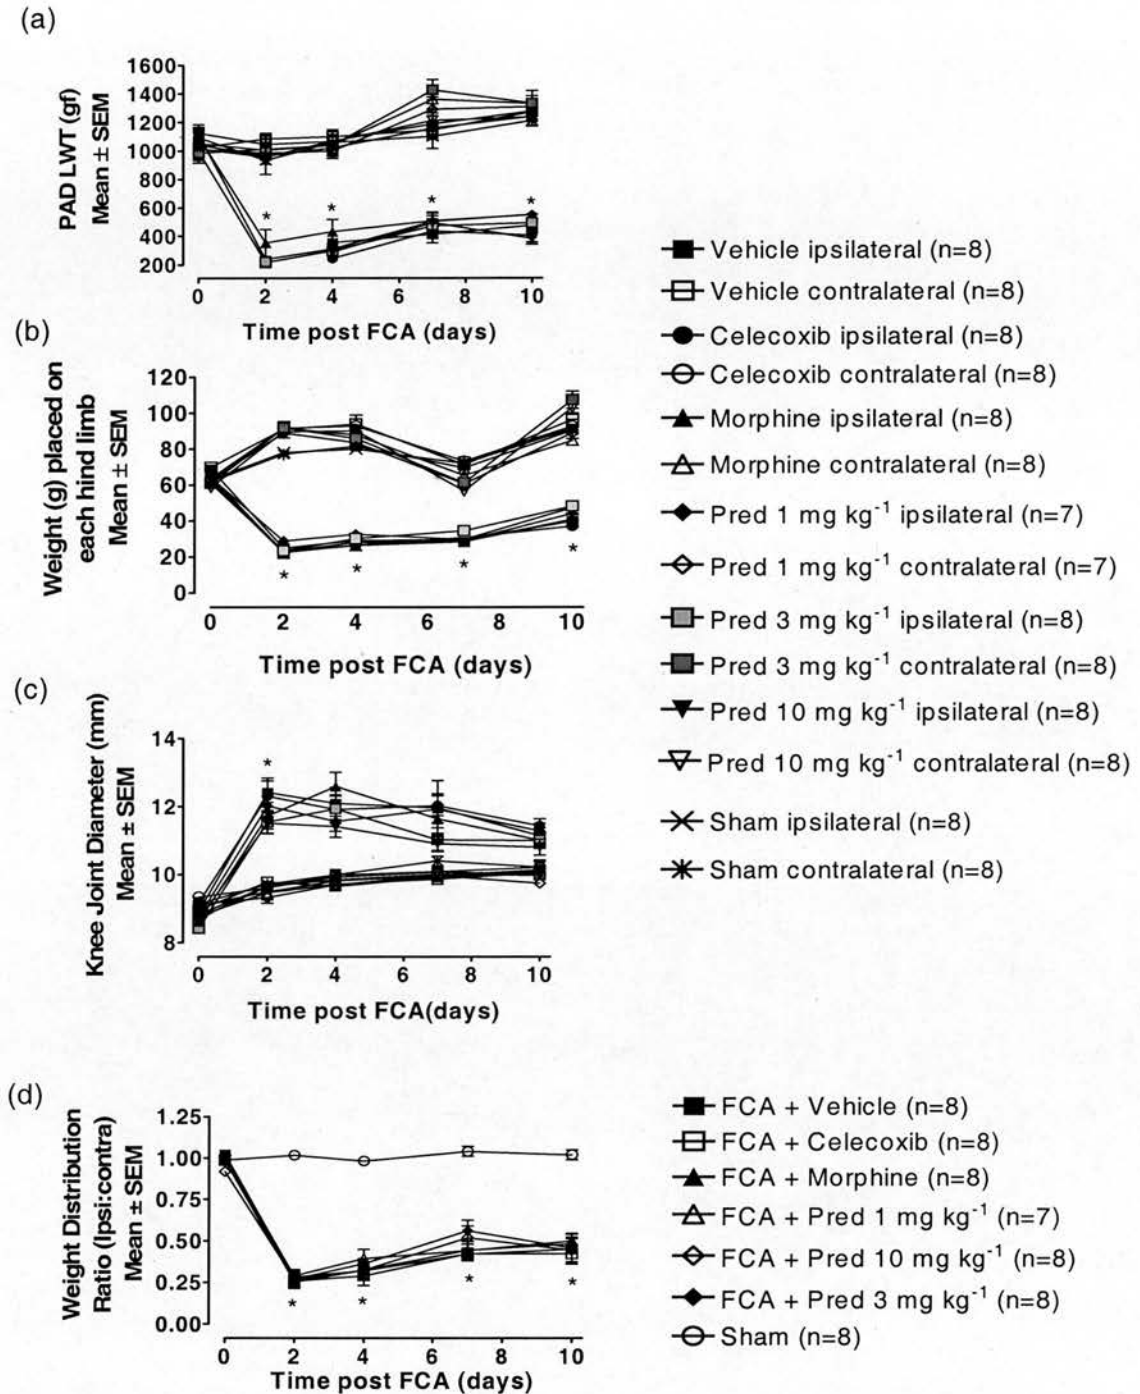 (a)
PAD LWT (gf)
Mean ± SEM
1600
1400
1200
1000
800
600
400
200
* * * *
0 2 4 6 8 10
Time post FCA (days)
(b)
Weight (g) placed on
each hind limb
Mean ± SEM
120
100
80
60
40
20
0
* * * *
0 2 4 6 8 10
Time post FCA (days)
(c)
Knee Joint Diameter (mm)
Mean ± SEM
14
12
10
8
*
0 2 4 6 8 10
Time post FCA(days)
Vehicle ipsilateral (n=8)
Vehicle contralateral (n=8)
Celecoxib ipsilateral (n=8)
Celecoxib contralateral (n=8)
Morphine ipsilateral (n=8)
Morphine contralateral (n=8)
Pred 1 mg kg⁻¹ ipsilateral (n=7)
Pred 1 mg kg⁻¹ contralateral (n=7)
Pred 3 mg kg⁻¹ ipsilateral (n=8)
Pred 3 mg kg⁻¹ contralateral (n=8)
Pred 10 mg kg⁻¹ ipsilateral (n=8)
Pred 10 mg kg⁻¹ contralateral (n=8)
Sham ipsilateral (n=8)
Sham contralateral (n=8)
(d)
Weight Distribution
Ratio (Ipsi:contra)
Mean ± SEM
1.25
1.00
0.75
0.50
0.25
0.00
* * * *
0 2 4 6 8 10
Time post FCA (days)
FCA + Vehicle (n=8)
FCA + Celecoxib (n=8)
FCA + Morphine (n=8)
FCA + Pred 1 mg kg⁻¹ (n=7)
FCA + Pred 10 mg kg⁻¹ (n=8)
FCA + Pred 3 mg kg⁻¹ (n=8)
Sham (n=8)